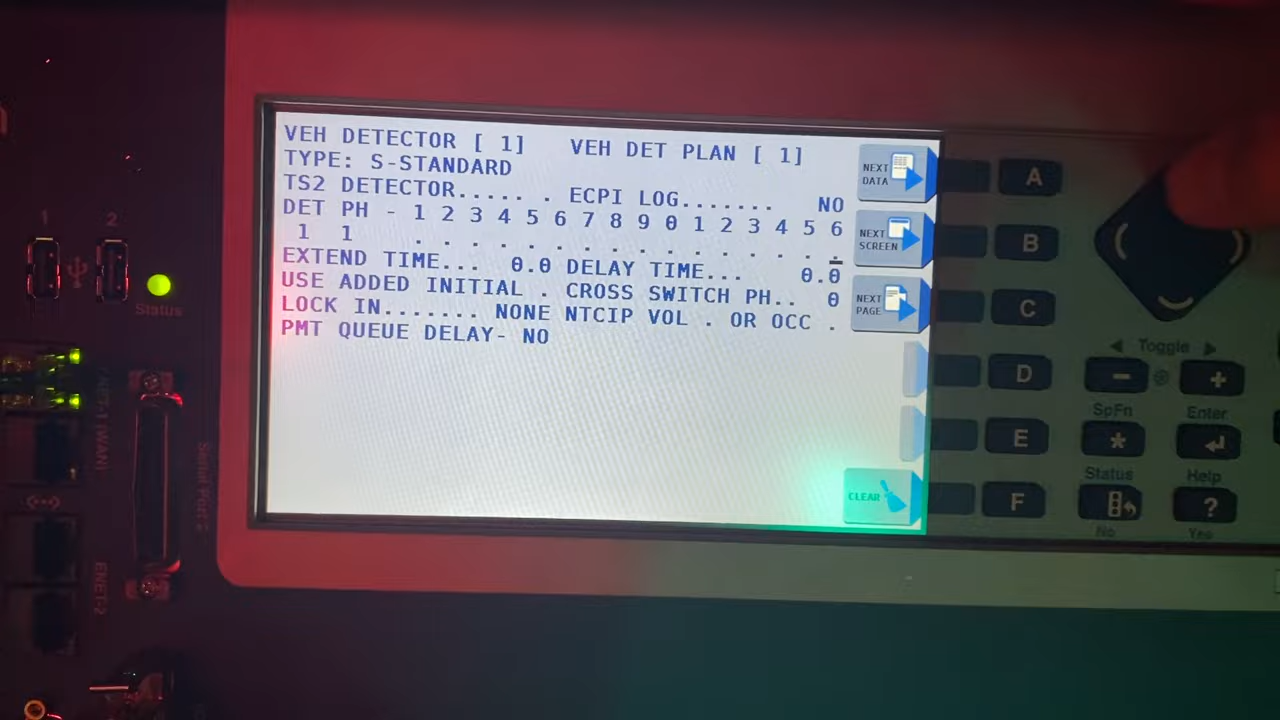 VEH DETECTOR [ 1]   VEH DET PLAN [ 1]
TYPE: S-STANDARD
TS2 DETECTOR..... . ECPI LOG....... NO
DET PH - 1 2 3 4 5 6 7 8 9 0 1 2 3 4 5 6
1 1 . . . . . . . . . . . . . . . .
EXTEND TIME... 0.0 DELAY TIME... 0.0
USE ADDED INITIAL . CROSS SWITCH PH.. 0
LOCK IN....... NONE NTCIP VOL . OR OCC .
PMT QUEUE DELAY- NO
NEXT DATA
NEXT SCREEN
NEXT PAGE
CLEAR
A
B
C
D
E
F
Toggle
- +
SpFn Enter
*
Status Help
?
No Yes
1 2
Status
Serial Port
ENET-2